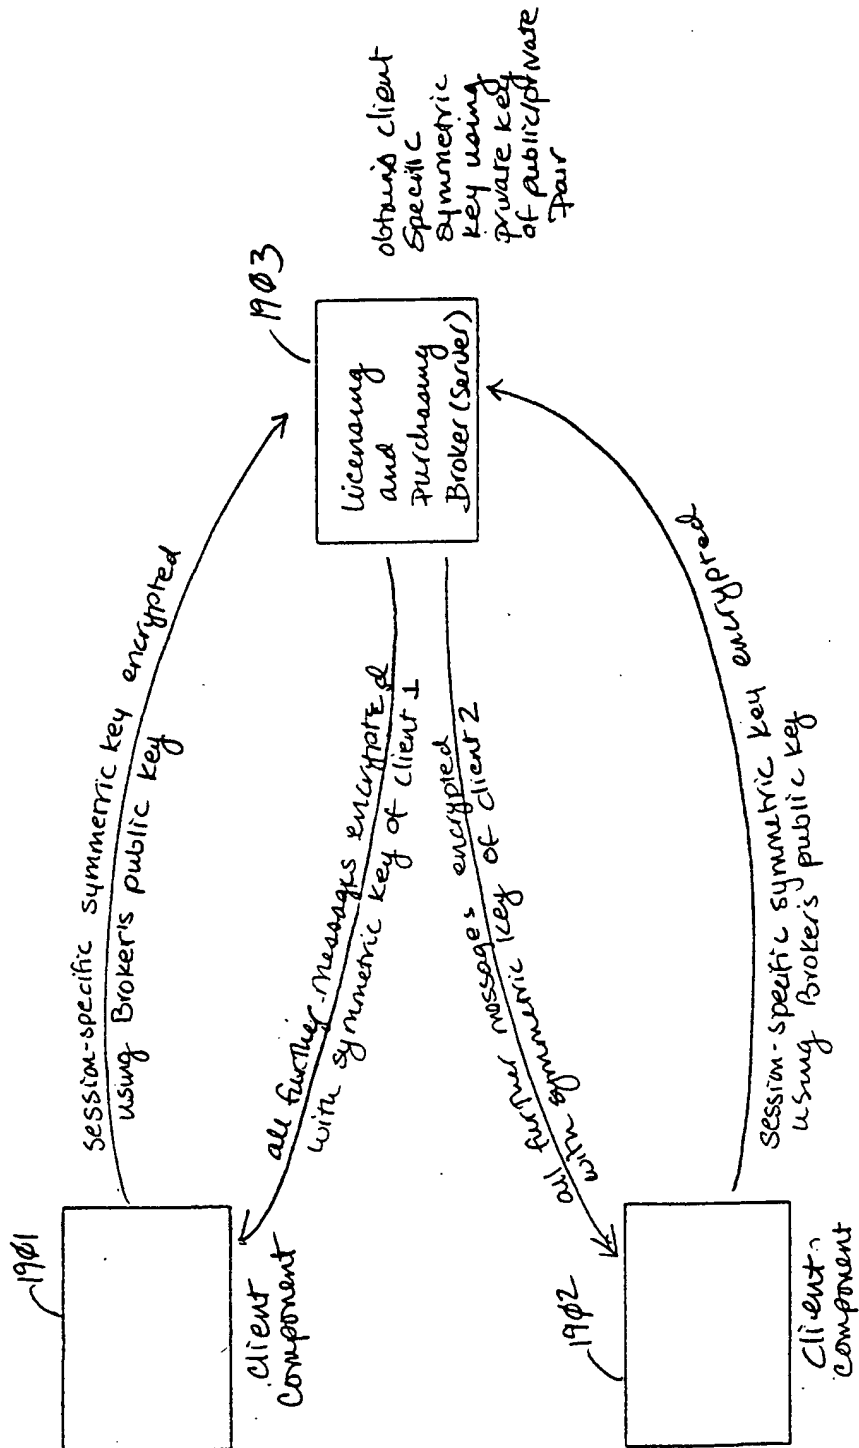 1901
client
component
session-specific symmetric key encrypted
using Broker's public key
all further messages encrypted
with symmetric key of client 1
1903
Licensing
and
Purchasing
Broker (Server)
obtains client
specific
symmetric
key using
private key
of public/private
pair
all further messages encrypted
with symmetric key of client 2
1902
client
component
session-specific symmetric key encrypted
using Broker's public key